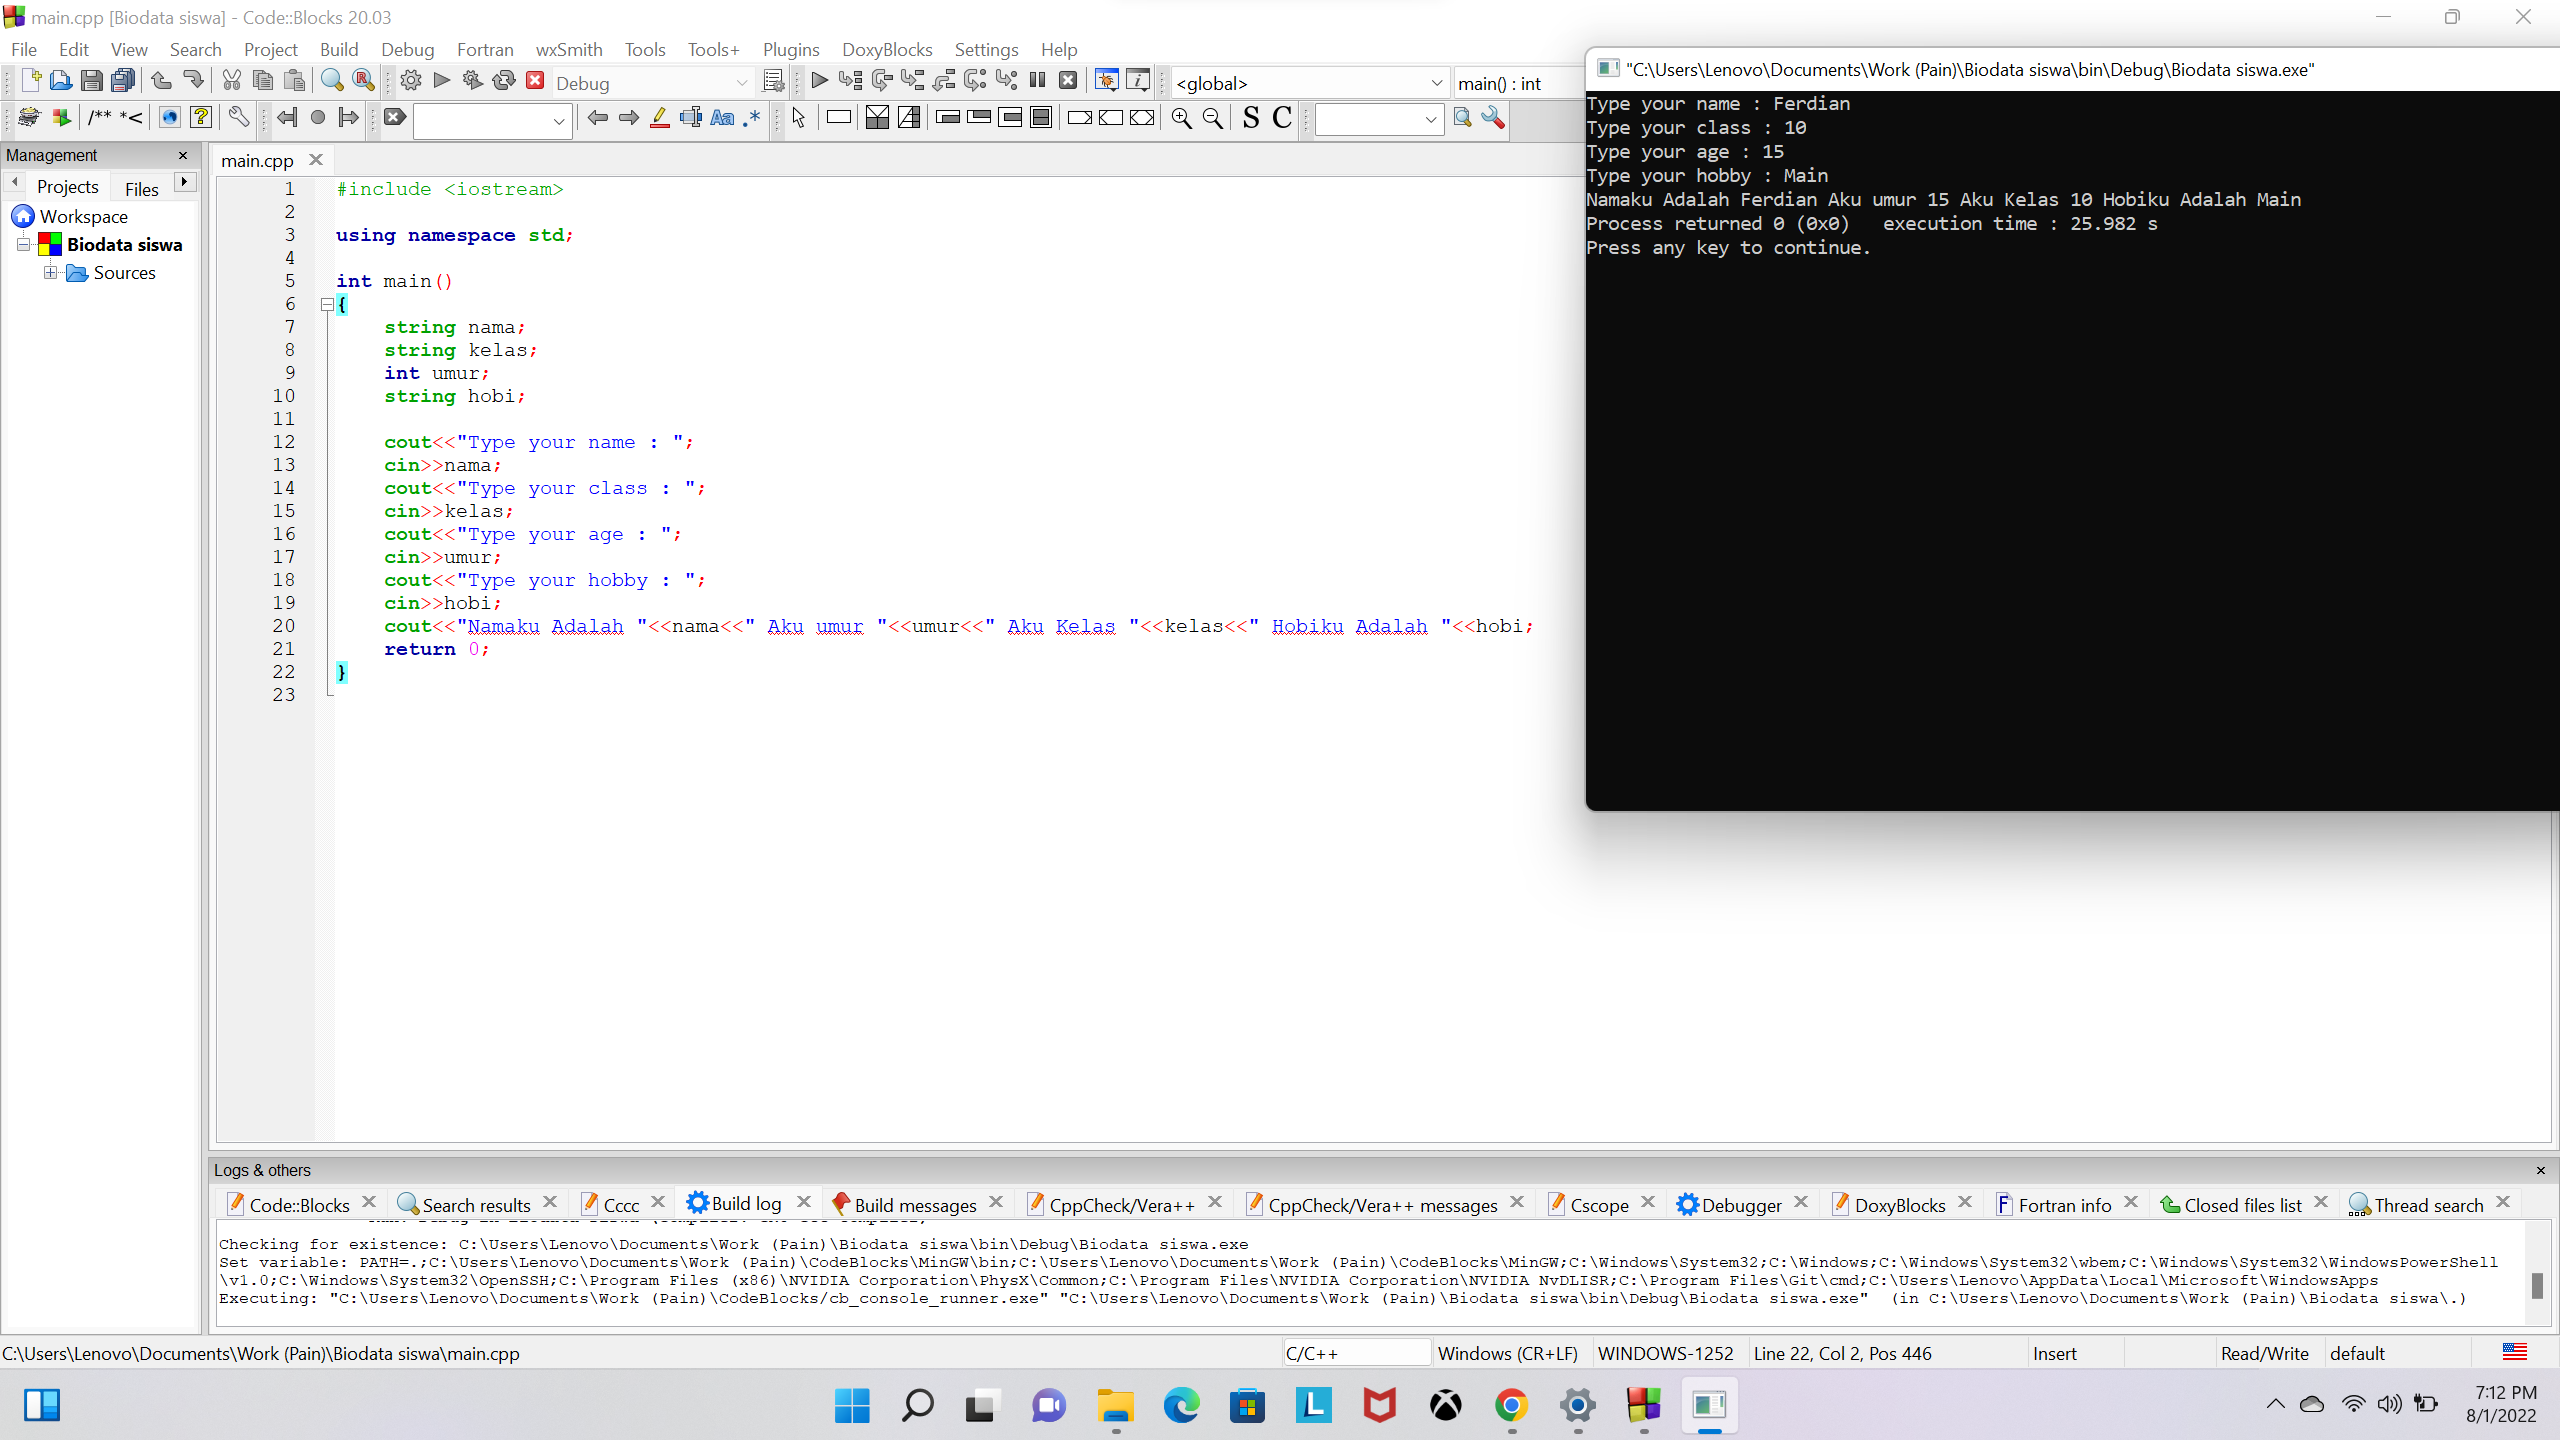 main.cpp [Biodata siswa] - Code::Blocks 20.03
File Edit View Search Project Build Debug Fortran wxSmith Tools Tools+ Plugins DoxyBlocks Settings Help
Debug <global> main() : int
/** *< Aa .* S C
Management
Projects Files
Workspace
Biodata siswa
Sources
main.cpp
1 #include <iostream>
2
3 using namespace std;
4
5 int main()
6 {
7 string nama;
8 string kelas;
9 int umur;
10 string hobi;
11
12 cout<<"Type your name : ";
13 cin>>nama;
14 cout<<"Type your class : ";
15 cin>>kelas;
16 cout<<"Type your age : ";
17 cin>>umur;
18 cout<<"Type your hobby : ";
19 cin>>hobi;
20 cout<<"Namaku Adalah "<<nama<<" Aku umur "<<umur<<" Aku Kelas "<<kelas<<" Hobiku Adalah "<<hobi;
21 return 0;
22 }
23
"C:\Users\Lenovo\Documents\Work (Pain)\Biodata siswa\bin\Debug\Biodata siswa.exe"
Type your name : Ferdian
Type your class : 10
Type your age : 15
Type your hobby : Main
Namaku Adalah Ferdian Aku umur 15 Aku Kelas 10 Hobiku Adalah Main
Process returned 0 (0x0)   execution time : 25.982 s
Press any key to continue.
Logs & others
Code::Blocks Search results Cccc Build log Build messages CppCheck/Vera++ CppCheck/Vera++ messages Cscope Debugger DoxyBlocks Fortran info Closed files list Thread search
Checking for existence: C:\Users\Lenovo\Documents\Work (Pain)\Biodata siswa\bin\Debug\Biodata siswa.exe
Set variable: PATH=.;C:\Users\Lenovo\Documents\Work (Pain)\CodeBlocks\MinGW\bin;C:\Users\Lenovo\Documents\Work (Pain)\CodeBlocks\MinGW;C:\Windows\System32;C:\Windows;C:\Windows\System32\wbem;C:\Windows\System32\WindowsPowerShell
\v1.0;C:\Windows\System32\OpenSSH;C:\Program Files (x86)\NVIDIA Corporation\PhysX\Common;C:\Program Files\NVIDIA Corporation\NVIDIA NvDLISR;C:\Program Files\Git\cmd;C:\Users\Lenovo\AppData\Local\Microsoft\WindowsApps
Executing: "C:\Users\Lenovo\Documents\Work (Pain)\CodeBlocks/cb_console_runner.exe" "C:\Users\Lenovo\Documents\Work (Pain)\Biodata siswa\bin\Debug\Biodata siswa.exe"  (in C:\Users\Lenovo\Documents\Work (Pain)\Biodata siswa\.)
C:\Users\Lenovo\Documents\Work (Pain)\Biodata siswa\main.cpp C/C++ Windows (CR+LF) WINDOWS-1252 Line 22, Col 2, Pos 446 Insert Read/Write default
7:12 PM
8/1/2022